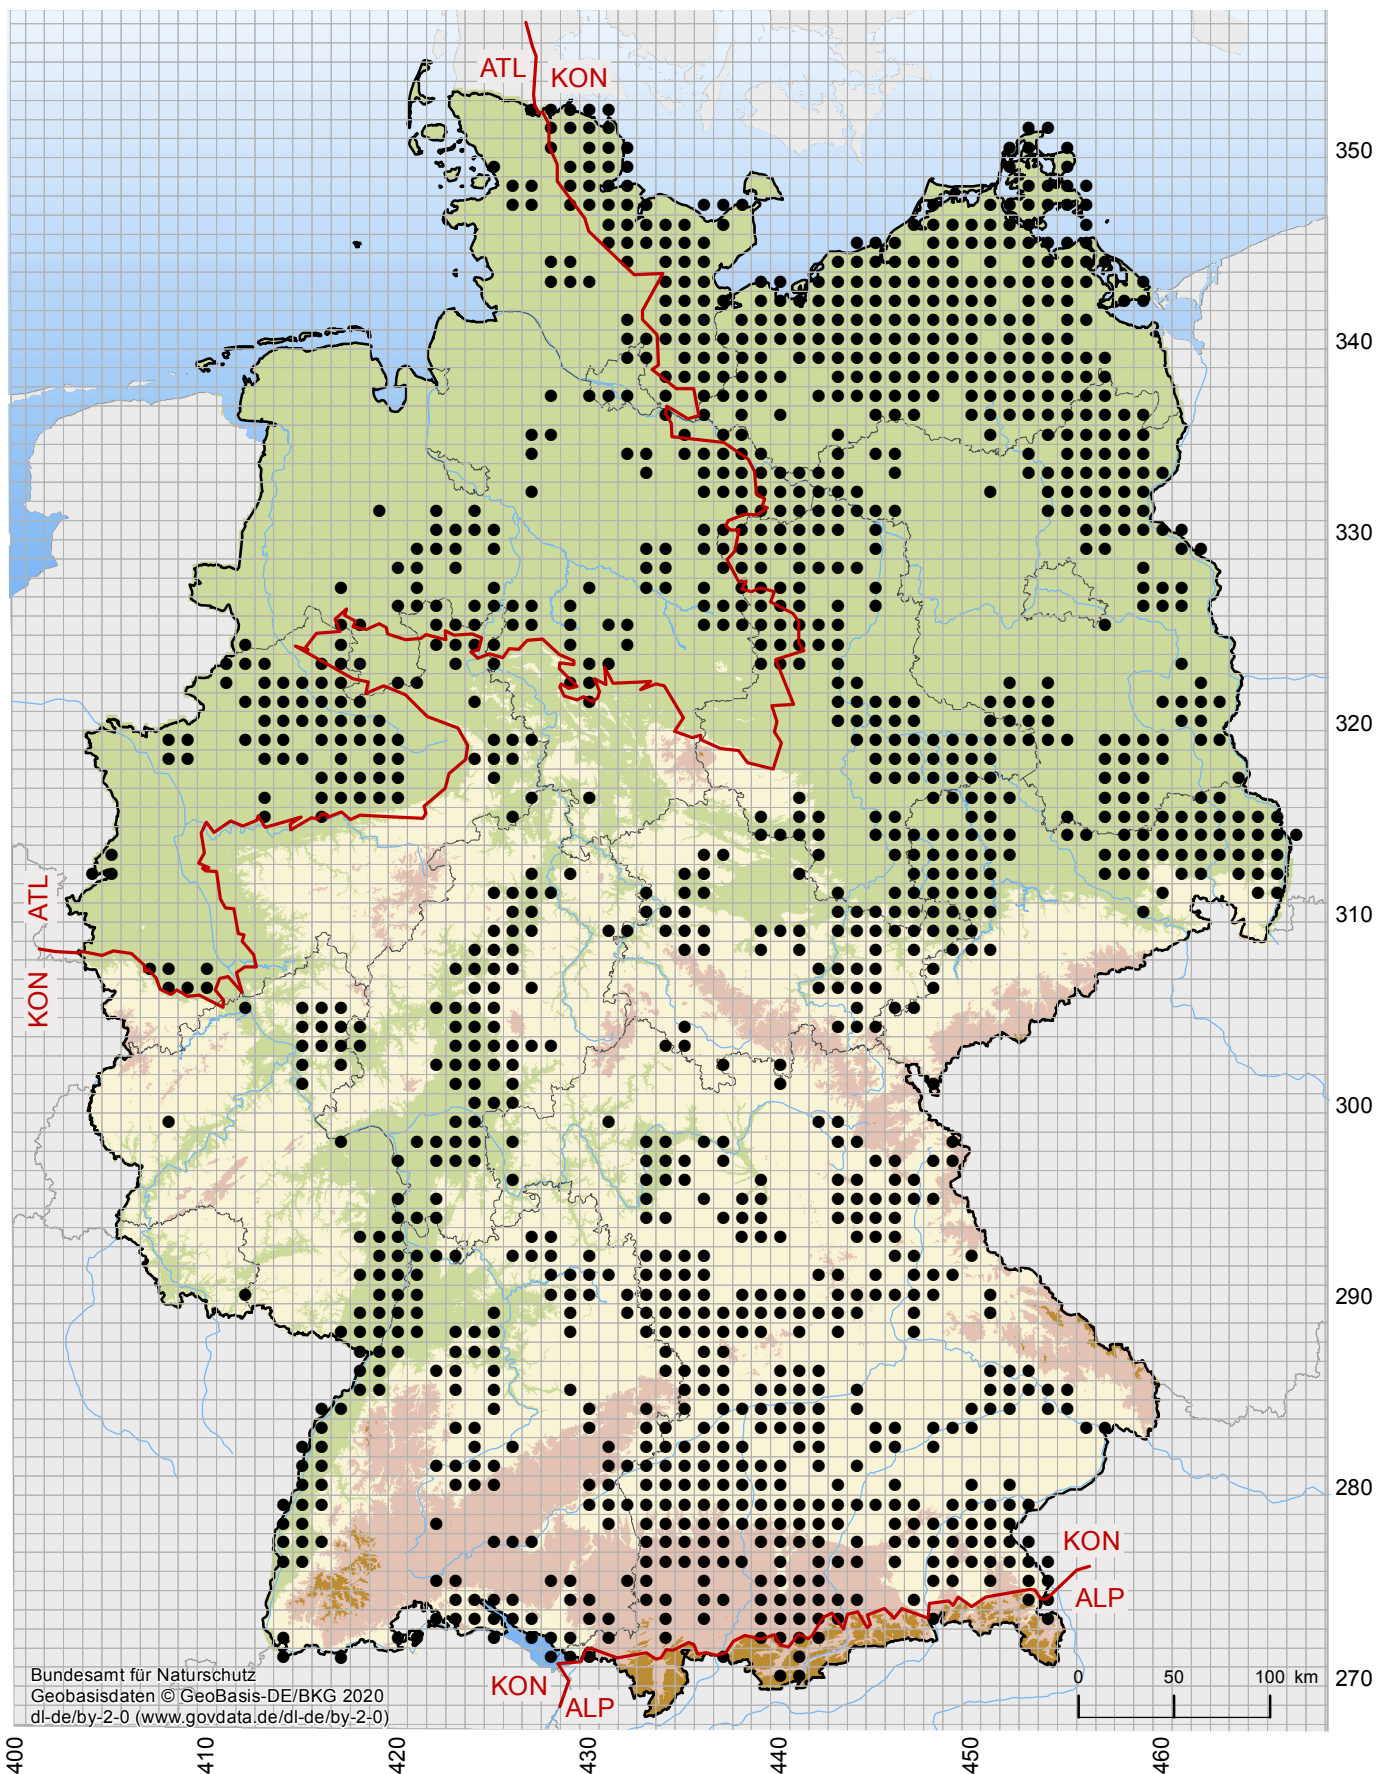 ATL KON
350
340
330
320
ATL
310
KON
300
290
280
KON
ALP
Bundesamt für Naturschutz
Geobasisdaten © GeoBasis-DE/BKG 2020
dl-de/by-2-0 (www.govdata.de/dl-de/by-2-0)
KON
ALP
0 50 100 km
270
400 410 420 430 440 450 460